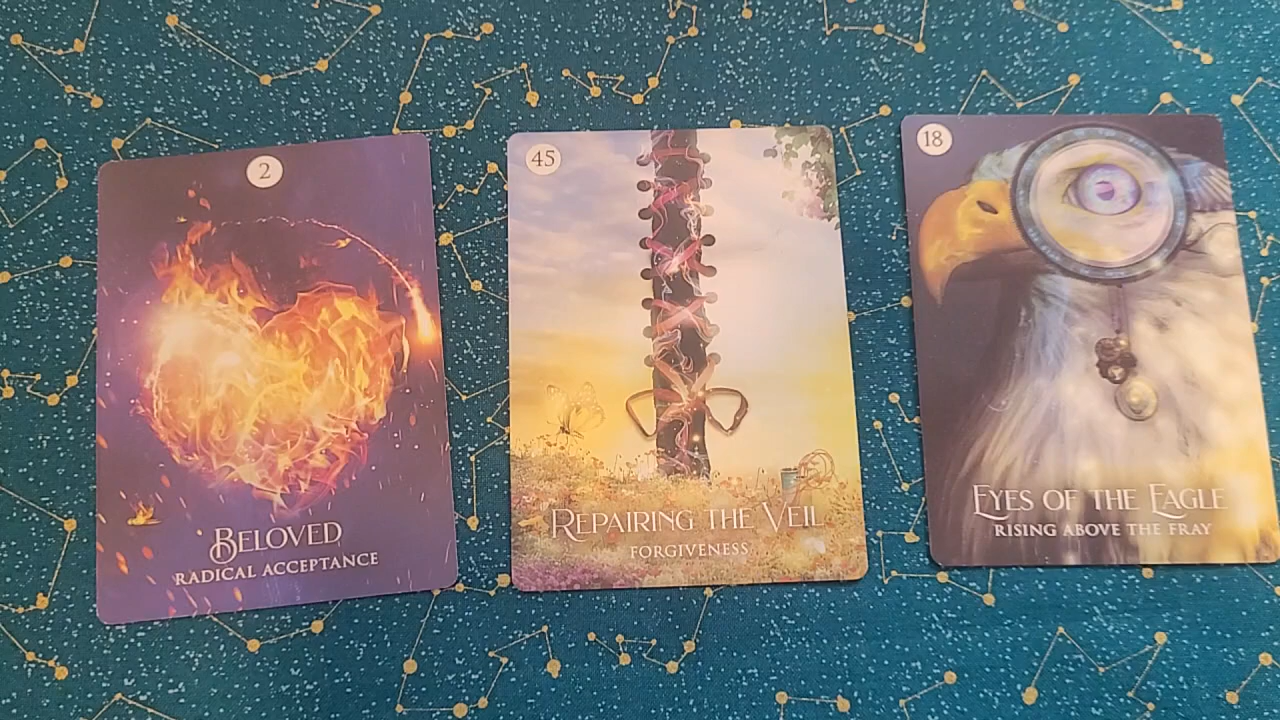 2
BELOVED
RADICAL ACCEPTANCE
45
REPAIRING THE VEIL
FORGIVENESS
18
EYES OF THE EAGLE
RISING ABOVE THE FRAY